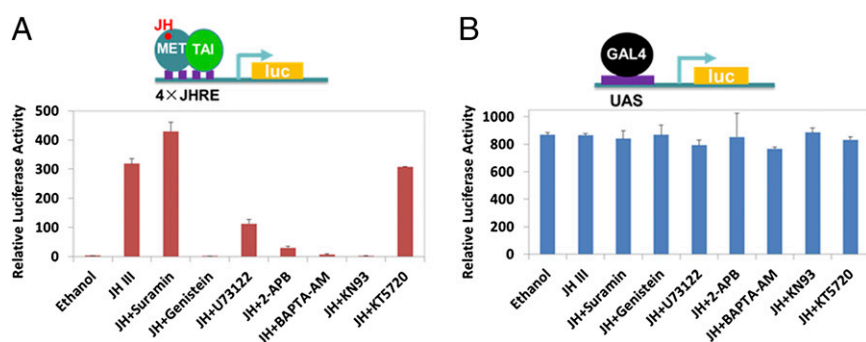 A
JH
MET TAI
luc
4×JHRE
Relative Luciferase Activity
500
400
300
200
100
0
Ethanol
JH III
JH+Suramin
JH+Genistein
JH+U73122
JH+2-APB
JH+BAPTA-AM
JH+KN93
JH+KT5720
B
GAL4
luc
UAS
Relative Luciferase Activity
1000
800
600
400
200
0
Ethanol
JH III
JH+Suramin
JH+Genistein
JH+U73122
JH+2-APB
JH+BAPTA-AM
JH+KN93
JH+KT5720